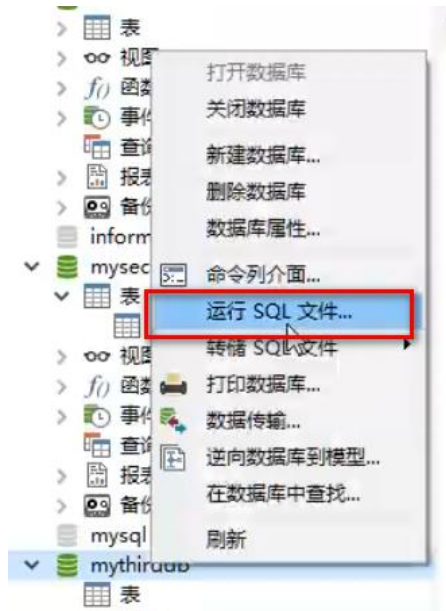 表
视图
f() 函数
事件
查询
报表
备份
inform
mysec
表
视图
f() 函数
事件
查询
报表
备份
mysql
mythirddb
表
打开数据库
关闭数据库
新建数据库...
删除数据库
数据库属性...
命令列介面...
运行 SQL 文件...
转储 SQL 文件
打印数据库...
数据传输...
逆向数据库到模型...
在数据库中查找...
刷新